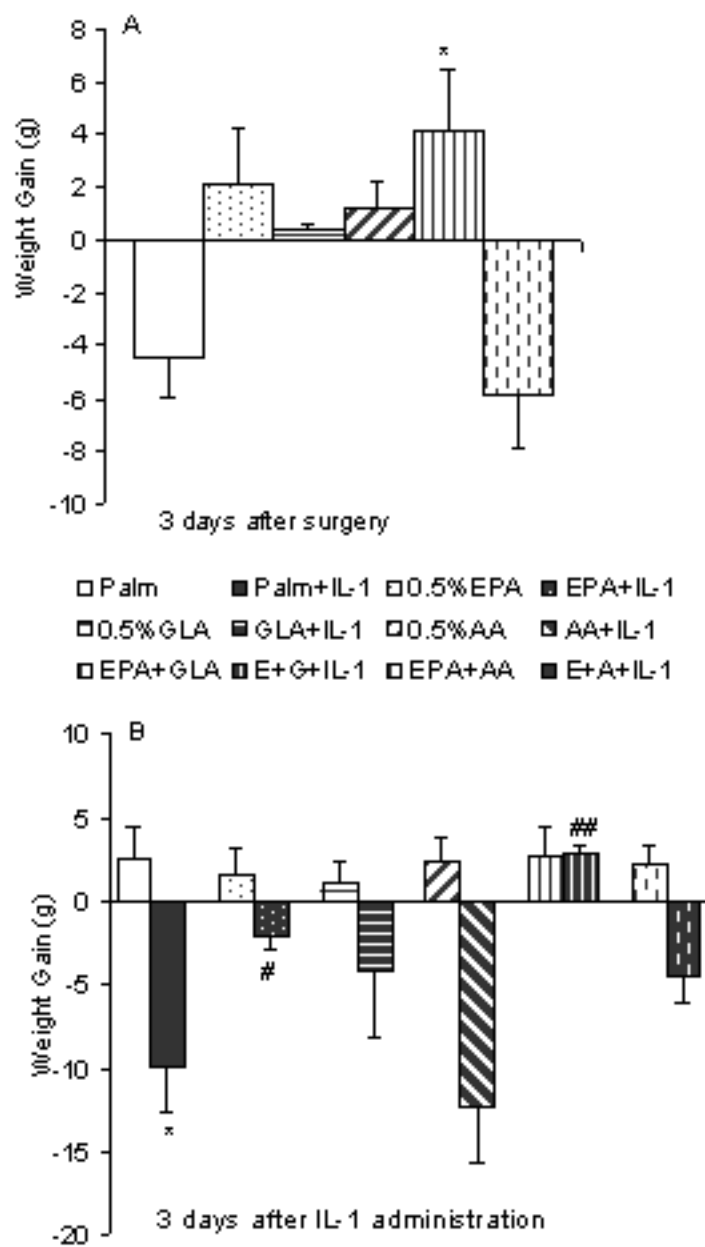 A
*
8
6
4
2
0
-2
-4
-6
-8
-10
Weight Gain (g)
3 days after surgery
Palm Palm+IL-1 0.5%EPA EPA+IL-1
0.5%GLA GLA+IL-1 0.5%AA AA+IL-1
EPA+GLA E+G+IL-1 EPA+AA E+A+IL-1
B
10
5
0
-5
-10
-15
-20
Weight Gain (g)
##
#
*
3 days after IL-1 administration